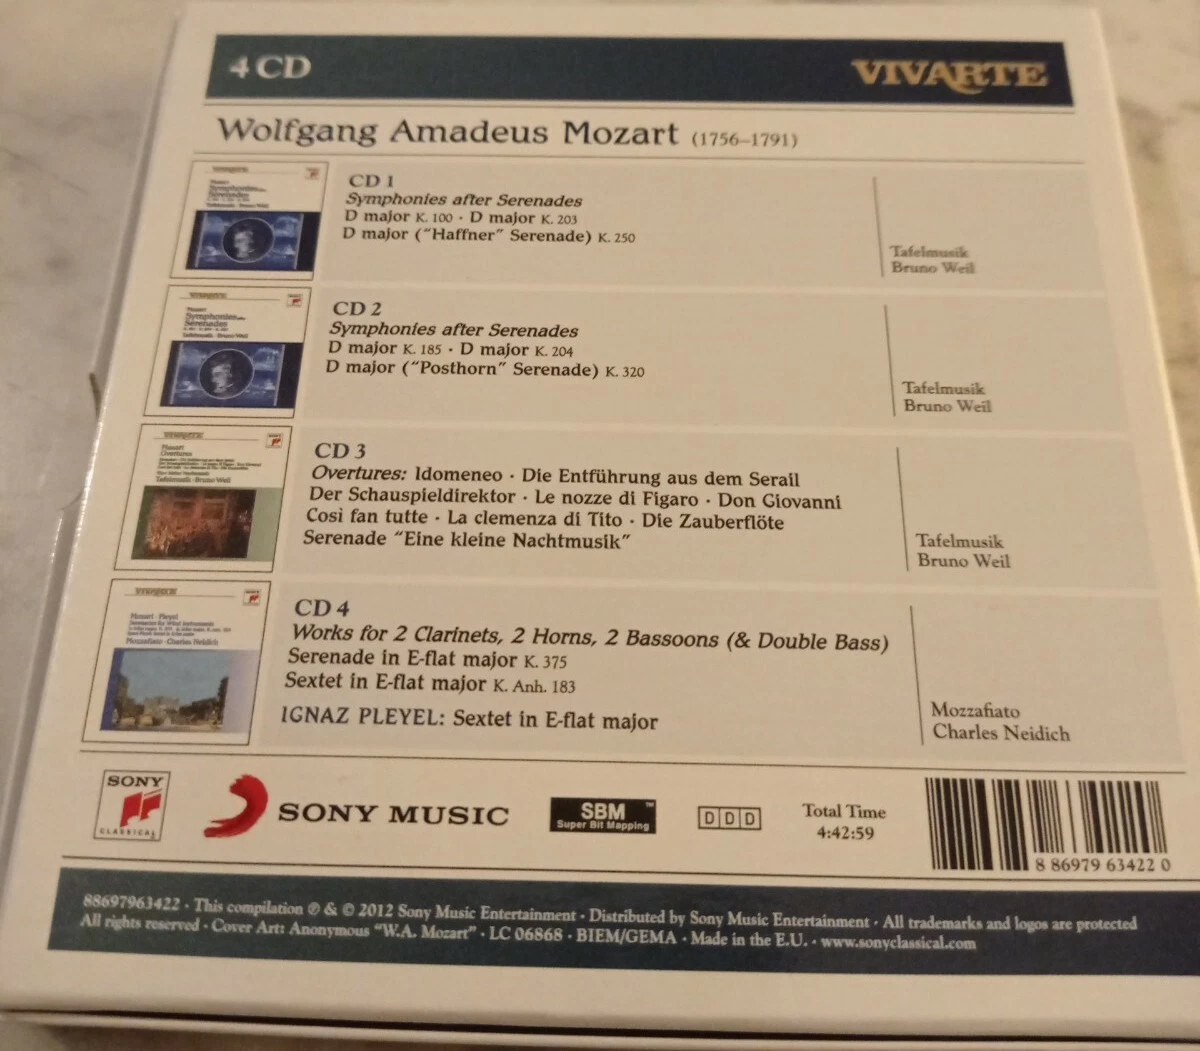 4 CD
VIVARTE
Wolfgang Amadeus Mozart (1756–1791)
CD 1
Symphonies after Serenades
D major K. 100 · D major K. 203
D major ("Haffner" Serenade) K. 250
Tafelmusik
Bruno Weil
CD 2
Symphonies after Serenades
D major K. 185 · D major K. 204
D major ("Posthorn" Serenade) K. 320
Tafelmusik
Bruno Weil
CD 3
Overtures: Idomeneo · Die Entführung aus dem Serail
Der Schauspieldirektor · Le nozze di Figaro · Don Giovanni
Così fan tutte · La clemenza di Tito · Die Zauberflöte
Serenade "Eine kleine Nachtmusik"
Tafelmusik
Bruno Weil
CD 4
Works for 2 Clarinets, 2 Horns, 2 Bassoons (& Double Bass)
Serenade in E-flat major K. 375
Sextet in E-flat major K. Anh. 183
IGNAZ PLEYEL: Sextet in E-flat major
Mozzafiato
Charles Neidich
SONY
CLASSICAL
SONY MUSIC
SBM™
Super Bit Mapping
DDD
Total Time
4:42:59
8 86979 63422 0
88697963422 · This compilation ℗ & © 2012 Sony Music Entertainment · Distributed by Sony Music Entertainment · All trademarks and logos are protected
All rights reserved · Cover Art: Anonymous "W.A. Mozart" · LC 06868 · BIEM/GEMA · Made in the E.U. · www.sonyclassical.com